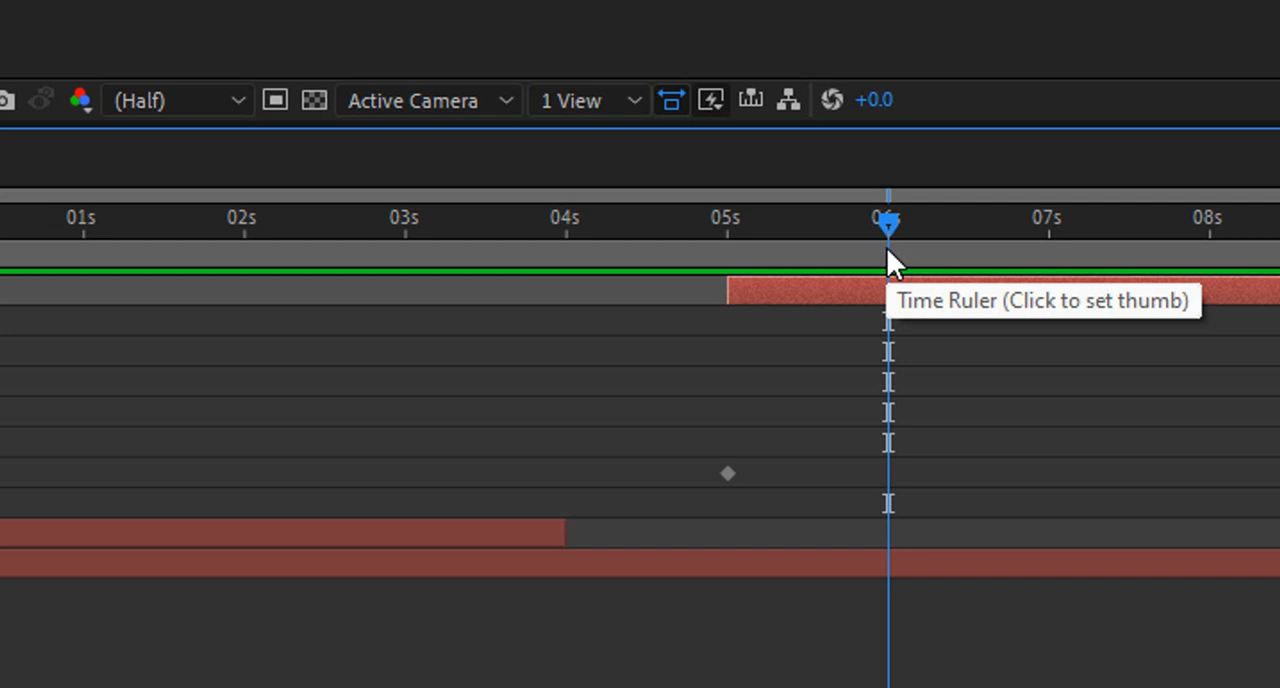 (Half) Active Camera 1 View +0.0
01s 02s 03s 04s 05s 06s 07s 08s
Time Ruler (Click to set thumb)